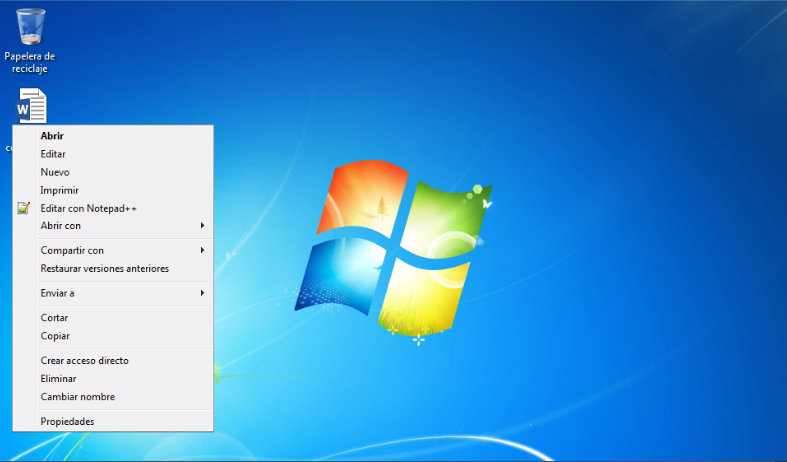 Papelera de
reciclaje
W
Abrir
Editar
Nuevo
Imprimir
Editar con Notepad++
Abrir con
Compartir con
Restaurar versiones anteriores
Enviar a
Cortar
Copiar
Crear acceso directo
Eliminar
Cambiar nombre
Propiedades